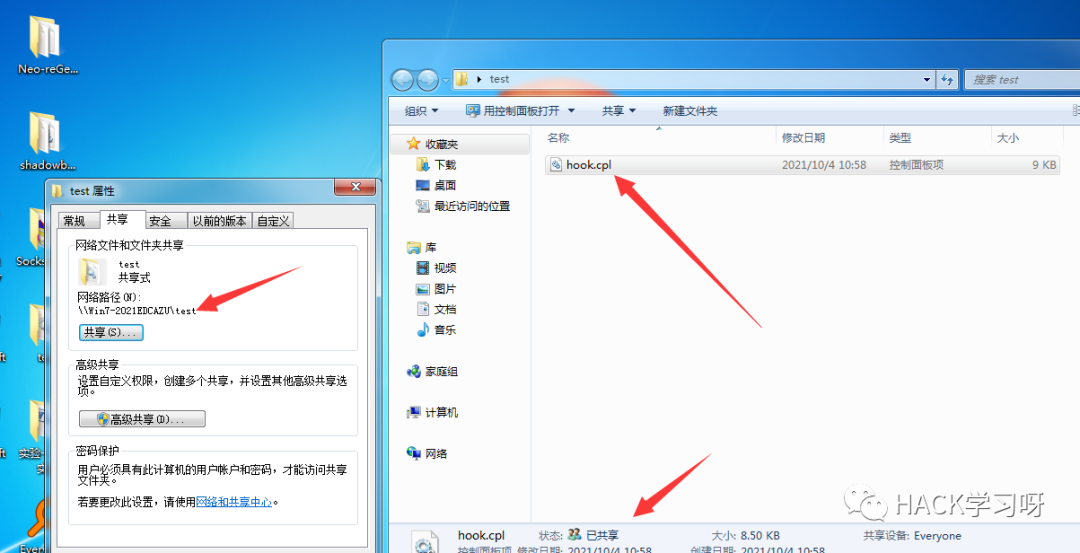 Neo-reGe...
shadowb...
Socks
test 属性
常规 共享 安全 以前的版本 自定义
网络文件和文件夹共享
test
共享式
网络路径(N):
\\Win7-2021EDCAZU\test
共享(S)...
高级共享
设置自定义权限，创建多个共享，并设置其他高级共享选
项。
高级共享(D)...
密码保护
用户必须具有此计算机的用户帐户和密码，才能访问共享
文件夹。
若要更改此设置，请使用网络和共享中心。
test
搜索 test
组织 用控制面板打开 共享 新建文件夹
收藏夹
下载
桌面
最近访问的位置
库
视频
图片
文档
音乐
家庭组
计算机
网络
名称 修改日期 类型 大小
hook.cpl 2021/10/4 10:58 控制面板项 9 KB
hook.cpl 状态: 已共享 大小: 8.50 KB 共享设备: Everyone
控制面板项 修改日期: 2021/10/4 10:58 创建日期: 2021/10/4 10:58
HACK学习呀